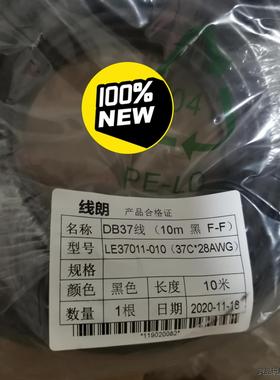 100%
NEW
04
PE-LD
线朗 产品合格证
名称 DB37线（10m 黑 F-F）
型号 LE37011-010（37C*28AWG）
规格
颜色 黑色 长度 10米
数量 1根 日期 2020-11-18
*119020082*